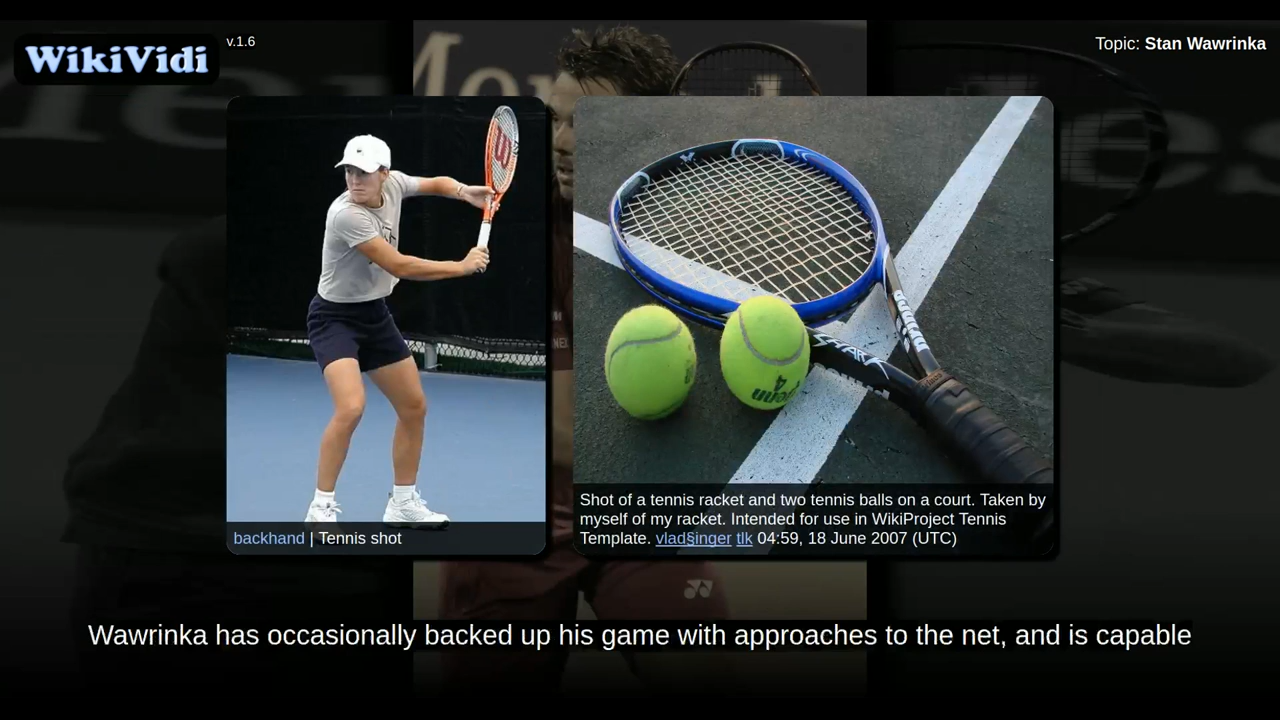 WikiVidi
v.1.6
Topic: Stan Wawrinka
backhand | Tennis shot
Penn
4
Shot of a tennis racket and two tennis balls on a court. Taken by
myself of my racket. Intended for use in WikiProject Tennis
Template. vlad§inger tlk 04:59, 18 June 2007 (UTC)
Wawrinka has occasionally backed up his game with approaches to the net, and is capable